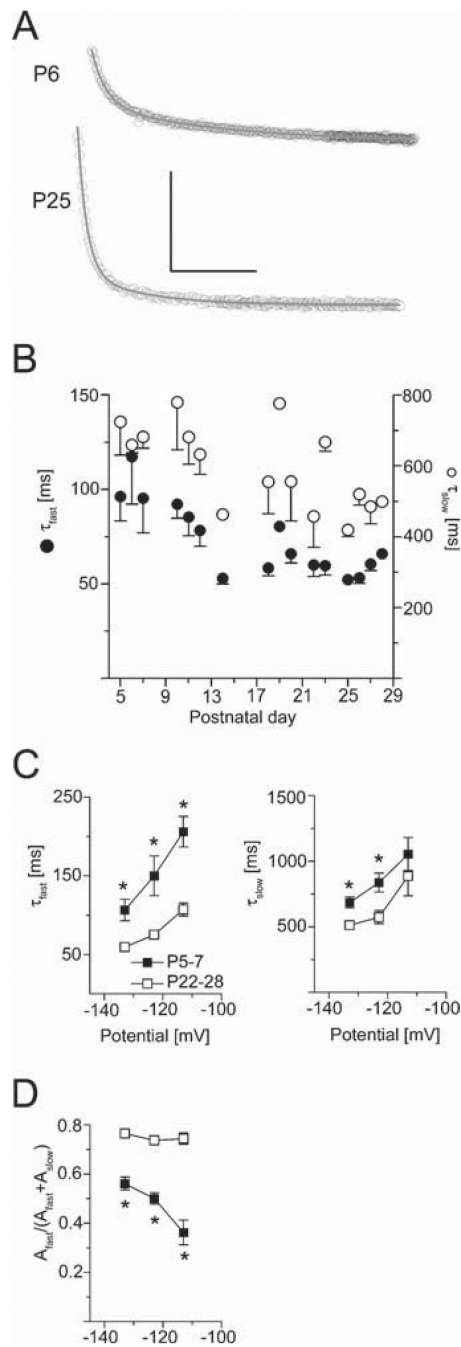 A
P6
P25
B
● τfast [ms]
150
100
50
800
600
400
200
○ τslow [ms]
5 9 13 17 21 25 29
Postnatal day
C
τfast [ms]
250
150
50
P5-7
P22-28
-140 -120 -100
Potential [mV]
τslow [ms]
1500
1000
500
-140 -120 -100
Potential [mV]
* * *
* *
D
Afast/(Afast+Aslow)
0.8
0.6
0.4
0.2
* * *
-140 -120 -100